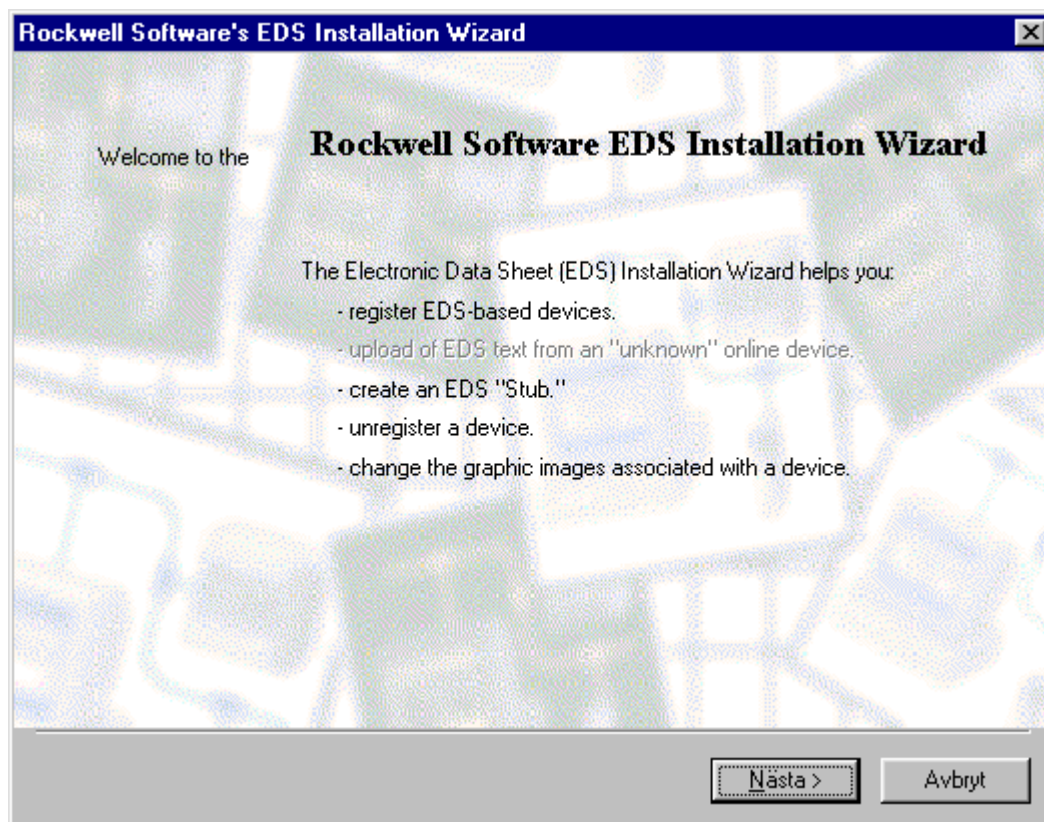 Rockwell Software's EDS Installation Wizard
Welcome to the Rockwell Software EDS Installation Wizard
The Electronic Data Sheet (EDS) Installation Wizard helps you:
- register EDS-based devices.
- upload of EDS text from an "unknown" online device.
- create an EDS "Stub."
- unregister a device.
- change the graphic images associated with a device.
Nästa > Avbryt